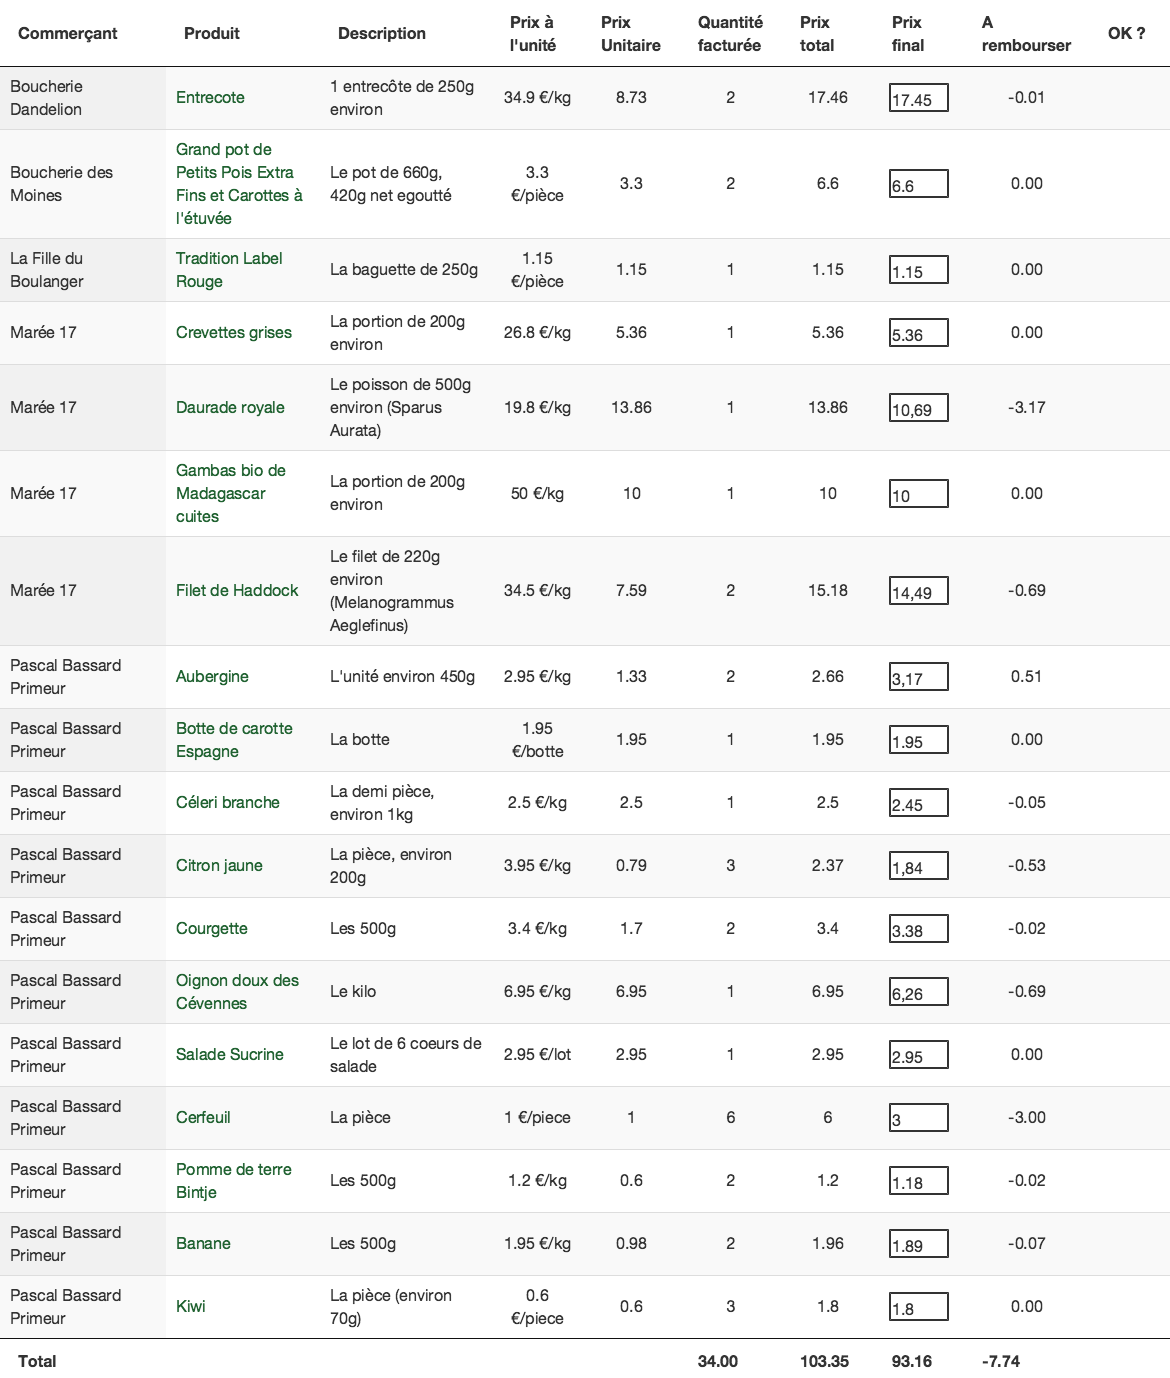 Commerçant Produit Description Prix à l'unité Prix Unitaire Quantité facturée Prix total Prix final A rembourser OK ?
Boucherie Dandelion Entrecote 1 entrecôte de 250g environ 34.9 €/kg 8.73 2 17.46 17.45 -0.01
Boucherie des Moines Grand pot de Petits Pois Extra Fins et Carottes à l'étuvée Le pot de 660g, 420g net egoutté 3.3 €/pièce 3.3 2 6.6 6.6 0.00
La Fille du Boulanger Tradition Label Rouge La baguette de 250g 1.15 €/pièce 1.15 1 1.15 1.15 0.00
Marée 17 Crevettes grises La portion de 200g environ 26.8 €/kg 5.36 1 5.36 5.36 0.00
Marée 17 Daurade royale Le poisson de 500g environ (Sparus Aurata) 19.8 €/kg 13.86 1 13.86 10,69 -3.17
Marée 17 Gambas bio de Madagascar cuites La portion de 200g environ 50 €/kg 10 1 10 10 0.00
Marée 17 Filet de Haddock Le filet de 220g environ (Melanogrammus Aeglefinus) 34.5 €/kg 7.59 2 15.18 14,49 -0.69
Pascal Bassard Primeur Aubergine L'unité environ 450g 2.95 €/kg 1.33 2 2.66 3,17 0.51
Pascal Bassard Primeur Botte de carotte Espagne La botte 1.95 €/botte 1.95 1 1.95 1.95 0.00
Pascal Bassard Primeur Céleri branche La demi pièce, environ 1kg 2.5 €/kg 2.5 1 2.5 2.45 -0.05
Pascal Bassard Primeur Citron jaune La pièce, environ 200g 3.95 €/kg 0.79 3 2.37 1,84 -0.53
Pascal Bassard Primeur Courgette Les 500g 3.4 €/kg 1.7 2 3.4 3.38 -0.02
Pascal Bassard Primeur Oignon doux des Cévennes Le kilo 6.95 €/kg 6.95 1 6.95 6,26 -0.69
Pascal Bassard Primeur Salade Sucrine Le lot de 6 coeurs de salade 2.95 €/lot 2.95 1 2.95 2.95 0.00
Pascal Bassard Primeur Cerfeuil La pièce 1 €/piece 1 6 6 3 -3.00
Pascal Bassard Primeur Pomme de terre Bintje Les 500g 1.2 €/kg 0.6 2 1.2 1.18 -0.02
Pascal Bassard Primeur Banane Les 500g 1.95 €/kg 0.98 2 1.96 1.89 -0.07
Pascal Bassard Primeur Kiwi La pièce (environ 70g) 0.6 €/piece 0.6 3 1.8 1.8 0.00
Total 34.00 103.35 93.16 -7.74